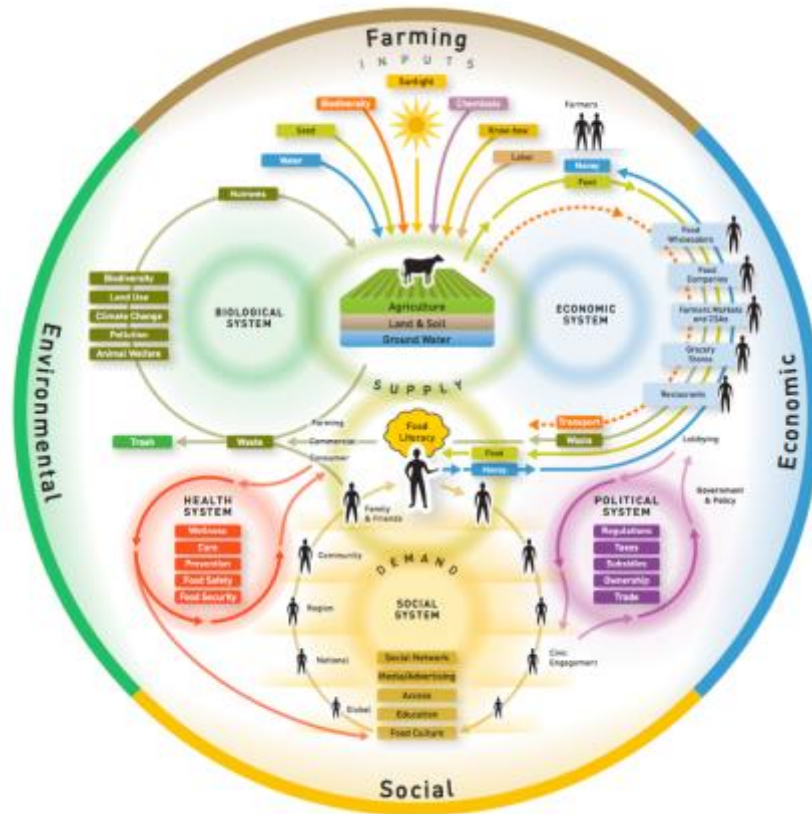 Farming
INPUTS
Sunlight
Biodiversity
Chemicals
Seed
Know-how
Water
Labor
Farmers
Money
Food
Nutrients
Food
Wholesalers
Food
Companies
Farmers Markets
and CSAs
Grocery
Stores
Restaurants
Biodiversity
Land Use
Climate Change
Pollution
Animal Welfare
BIOLOGICAL
SYSTEM
Agriculture
Land & Soil
Ground Water
ECONOMIC
SYSTEM
Environmental
Economic
SUPPLY
Food
Literacy
Transport
Trash
Waste
Farming
Commercial
Consumer
Waste
Food
Money
Lobbying
Government
& Policy
HEALTH
SYSTEM
Wellness
Care
Prevention
Food Safety
Food Security
Family
& Friends
Community
Region
National
Global
DEMAND
SOCIAL
SYSTEM
Social Network
Media/Advertising
Access
Education
Food Culture
POLITICAL
SYSTEM
Regulations
Taxes
Subsidies
Ownership
Trade
Civic
Engagement
Social